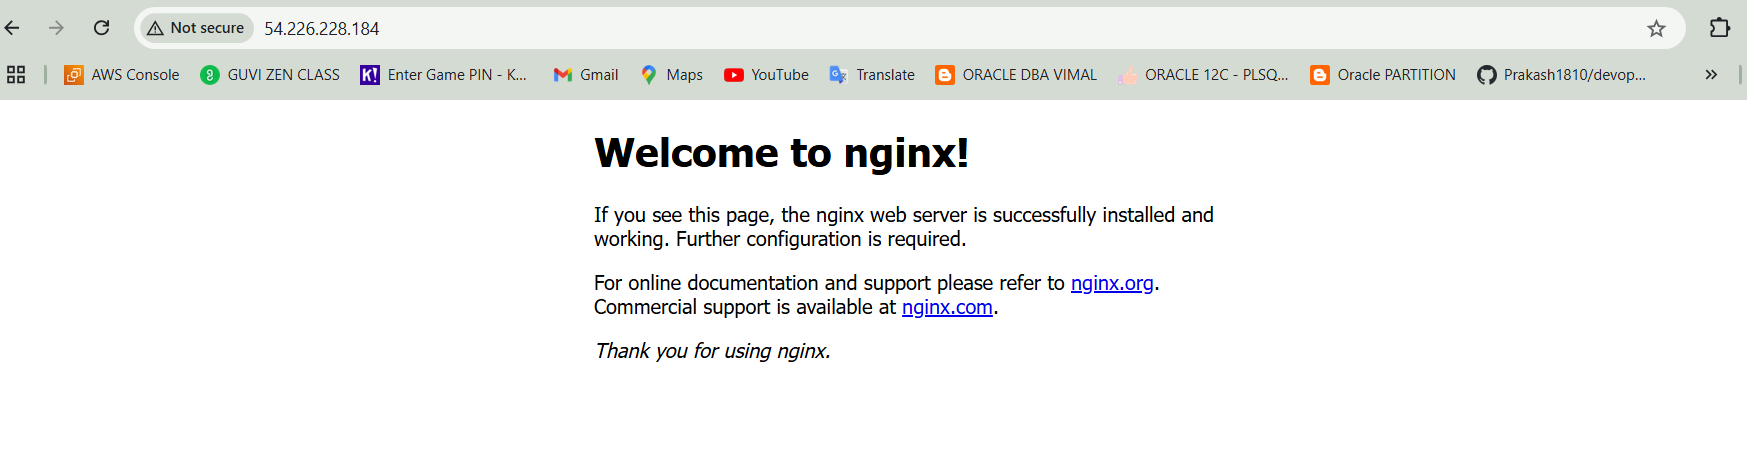 Not secure 54.226.228.184
AWS Console GUVI ZEN CLASS K! Enter Game PIN - K... Gmail Maps YouTube Translate ORACLE DBA VIMAL ORACLE 12C - PLSQ... Oracle PARTITION Prakash1810/devop... »
Welcome to nginx!
If you see this page, the nginx web server is successfully installed and
working. Further configuration is required.
For online documentation and support please refer to nginx.org.
Commercial support is available at nginx.com.
Thank you for using nginx.